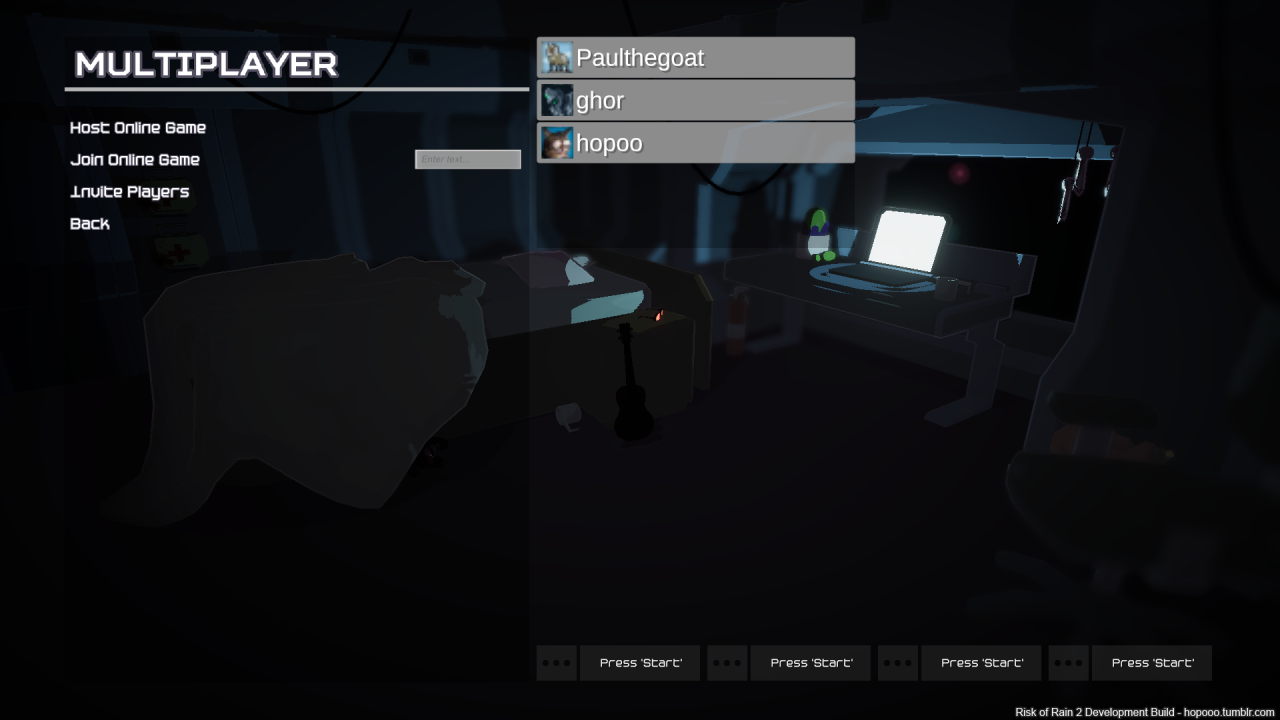 MULTIPLAYER
Host Online Game
Join Online Game
Enter text...
Invite Players
Back
Paulthegoat
ghor
hopoo
Press 'Start'
Press 'Start'
Press 'Start'
Press 'Start'
Risk of Rain 2 Development Build - hopooo.tumblr.com